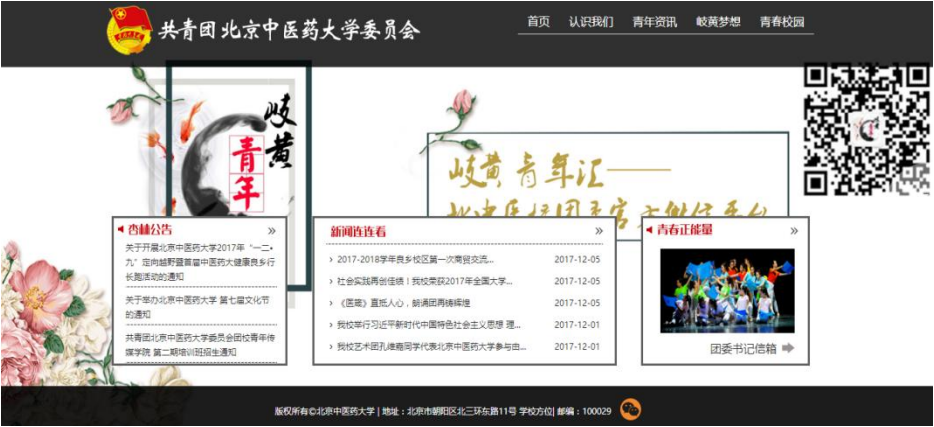 共青团北京中医药大学委员会
首页 认识我们 青年资讯 岐黄梦想 青春校园
岐黄
青年
岐黄青年汇——
杏林公告 »
关于开展北京中医药大学2017年“一二•
九”定向越野暨首届中医药大健康良乡行
长跑活动的通知
关于举办北京中医药大学 第七届文化节
的通知
共青团北京中医药大学委员会团校青年传
媒学院 第二期培训班招生通知
新闻连连看 »
› 2017-2018学年良乡校区第一次商贸交流... 2017-12-05
› 社会实践再创佳绩！我校荣获2017年全国大学... 2017-12-05
› 《医蕴》直抵人心，朗诵团再铸辉煌 2017-12-05
› 我校举行习近平新时代中国特色社会主义思想 理... 2017-12-01
› 我校艺术团孔维嘉同学代表北京中医药大学参与由... 2017-12-01
青春正能量 »
团委书记信箱
版权所有©北京中医药大学 | 地址：北京市朝阳区北三环东路11号 学校方位| 邮编：100029